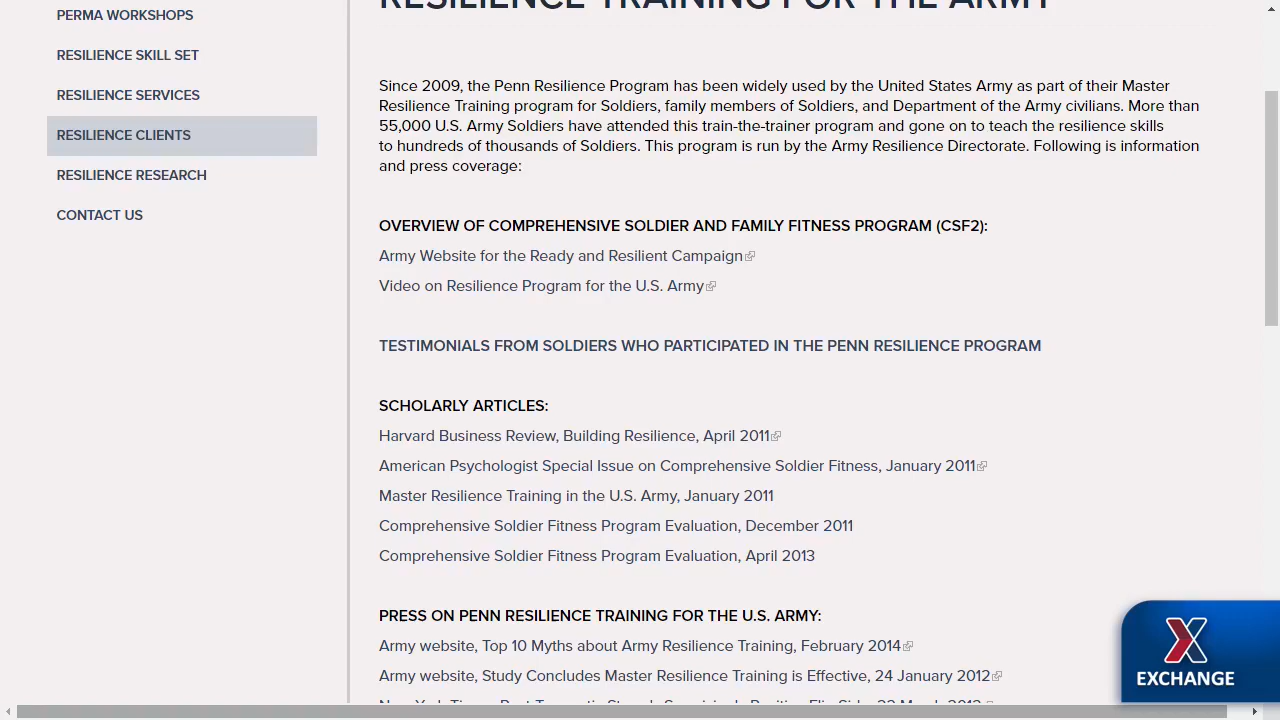 RESILIENCE TRAINING FOR THE ARMY
PERMA WORKSHOPS
RESILIENCE SKILL SET
RESILIENCE SERVICES
RESILIENCE CLIENTS
RESILIENCE RESEARCH
CONTACT US
Since 2009, the Penn Resilience Program has been widely used by the United States Army as part of their Master
Resilience Training program for Soldiers, family members of Soldiers, and Department of the Army civilians. More than
55,000 U.S. Army Soldiers have attended this train-the-trainer program and gone on to teach the resilience skills
to hundreds of thousands of Soldiers. This program is run by the Army Resilience Directorate. Following is information
and press coverage:
OVERVIEW OF COMPREHENSIVE SOLDIER AND FAMILY FITNESS PROGRAM (CSF2):
Army Website for the Ready and Resilient Campaign
Video on Resilience Program for the U.S. Army
TESTIMONIALS FROM SOLDIERS WHO PARTICIPATED IN THE PENN RESILIENCE PROGRAM
SCHOLARLY ARTICLES:
Harvard Business Review, Building Resilience, April 2011
American Psychologist Special Issue on Comprehensive Soldier Fitness, January 2011
Master Resilience Training in the U.S. Army, January 2011
Comprehensive Soldier Fitness Program Evaluation, December 2011
Comprehensive Soldier Fitness Program Evaluation, April 2013
PRESS ON PENN RESILIENCE TRAINING FOR THE U.S. ARMY:
Army website, Top 10 Myths about Army Resilience Training, February 2014
Army website, Study Concludes Master Resilience Training is Effective, 24 January 2012
X
EXCHANGE